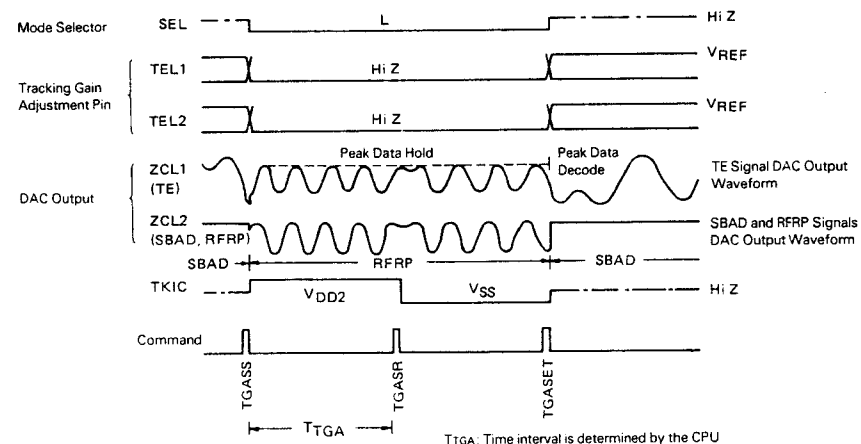 Mode Selector SEL L Hi Z
Tracking Gain Adjustment Pin
TEL1 Hi Z VREF
TEL2 Hi Z VREF
Peak Data Hold
Peak Data Decode
DAC Output
ZCL1 (TE)
TE Signal DAC Output Waveform
ZCL2 (SBAD, RFRP)
SBAD and RFRP Signals DAC Output Waveform
SBAD RFRP SBAD
TKIC VDD2 VSS Hi Z
Command
TGASS TGASR TGASET
TTGA
TTGA: Time interval is determined by the CPU